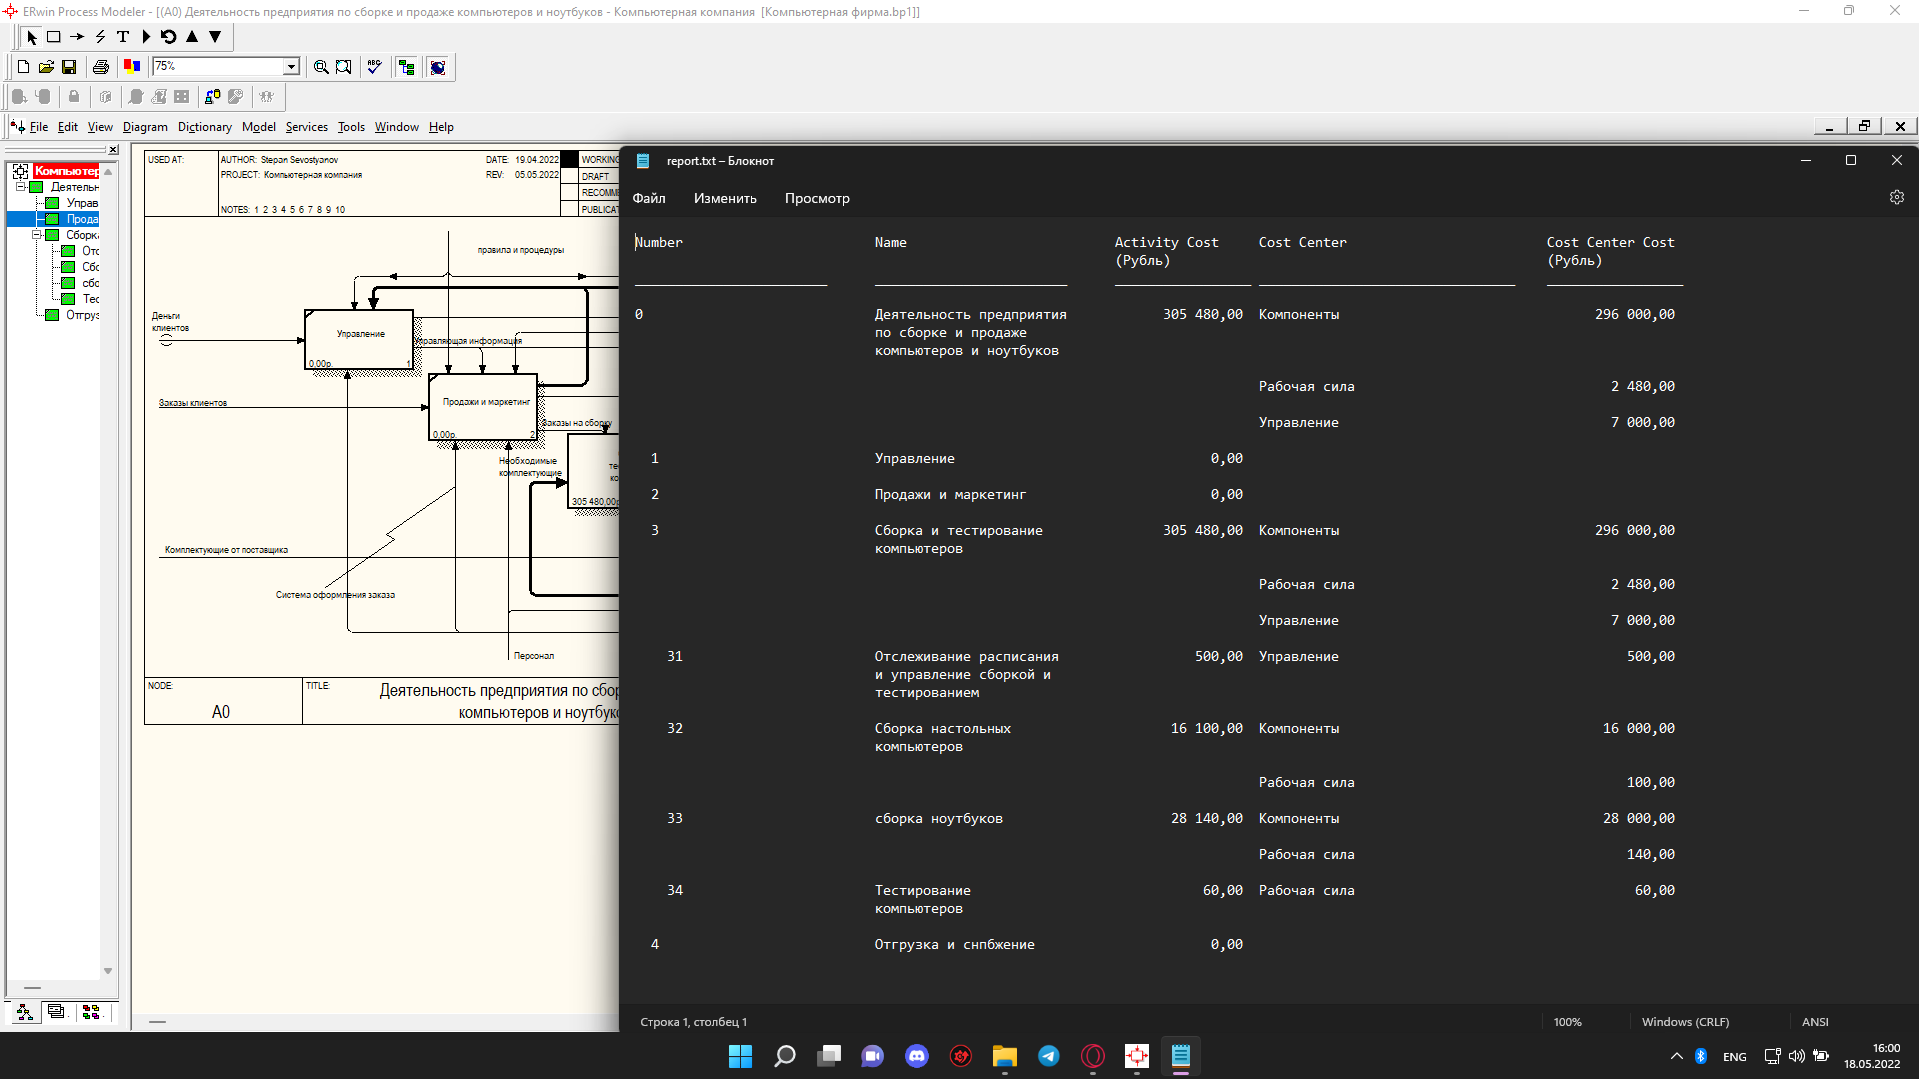 ERwin Process Modeler - [(A0) Деятельность предприятия по сборке и продаже компьютеров и ноутбуков - Компьютерная компания [Компьютерная фирма.bp1]]
75%
File Edit View Diagram Dictionary Model Services Tools Window Help
Компьютер
Деятельн
Управ
Прода
Сборка
Отс
Сбо
сбо
Тес
Отгруз
USED AT:
AUTHOR: Stepan Sevostyanov
DATE: 19.04.2022
WORKING
PROJECT: Компьютерная компания
REV: 05.05.2022
DRAFT
RECOMME
NOTES: 1 2 3 4 5 6 7 8 9 10
PUBLICAT
правила и процедуры
Деньги
клиентов
Управление
0,00р.
1
Управляющая информация
Заказы клиентов
Продажи и маркетинг
0,00р.
2
Заказы на сборку
Необходимые
комплектующие
те
ко
305 480,00р
Комплектующие от поставщика
Система оформления заказа
Персонал
NODE:
A0
TITLE:
Деятельность предприятия по сбор
компьютеров и ноутбуко
report.txt – Блокнот
Файл Изменить Просмотр
Number Name Activity Cost Cost Center Cost Center Cost
(Рубль) (Рубль)
0 Деятельность предприятия 305 480,00 Компоненты 296 000,00
по сборке и продаже
компьютеров и ноутбуков
Рабочая сила 2 480,00
Управление 7 000,00
1 Управление 0,00
2 Продажи и маркетинг 0,00
3 Сборка и тестирование 305 480,00 Компоненты 296 000,00
компьютеров
Рабочая сила 2 480,00
Управление 7 000,00
31 Отслеживание расписания 500,00 Управление 500,00
и управление сборкой и
тестированием
32 Сборка настольных 16 100,00 Компоненты 16 000,00
компьютеров
Рабочая сила 100,00
33 сборка ноутбуков 28 140,00 Компоненты 28 000,00
Рабочая сила 140,00
34 Тестирование 60,00 Рабочая сила 60,00
компьютеров
4 Отгрузка и снпбжение 0,00
Строка 1, столбец 1
100%
Windows (CRLF)
ANSI
ENG
16:00
18.05.2022